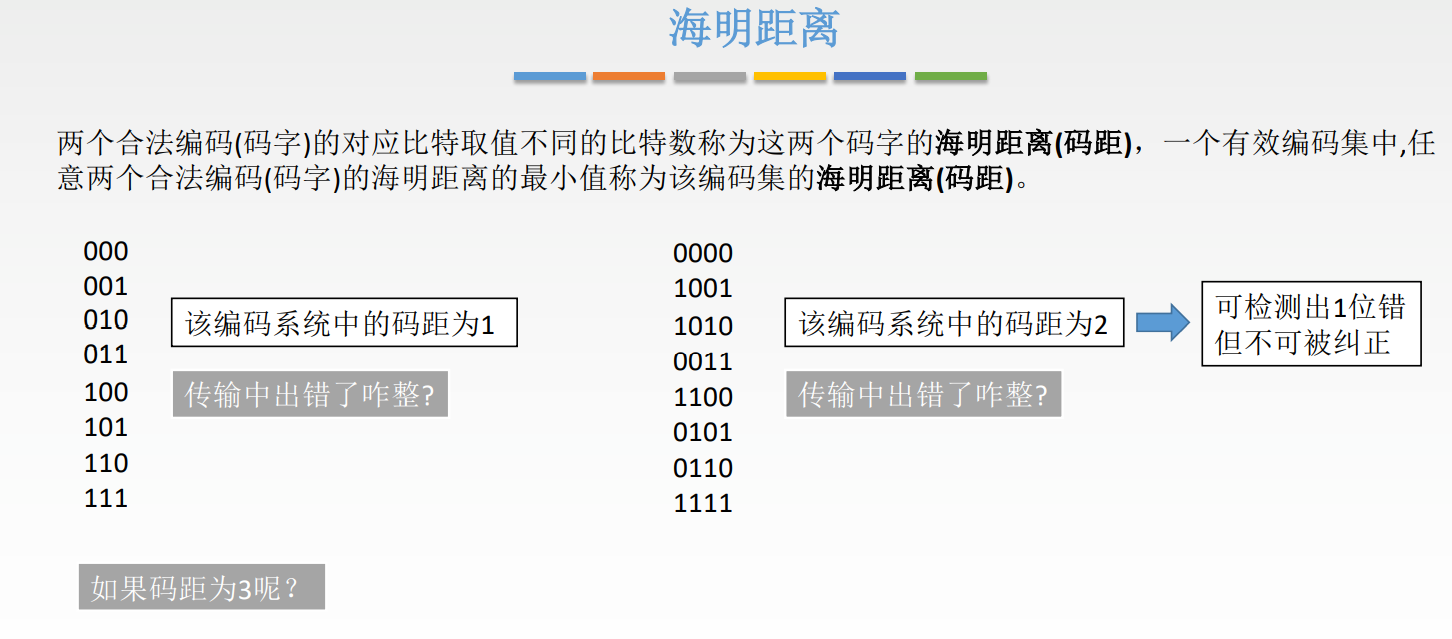 海明距离
两个合法编码(码字)的对应比特取值不同的比特数称为这两个码字的海明距离(码距)，一个有效编码集中,任
意两个合法编码(码字)的海明距离的最小值称为该编码集的海明距离(码距)。
000
001
010
011
100
101
110
111
该编码系统中的码距为1
传输中出错了咋整?
0000
1001
1010
0011
1100
0101
0110
1111
该编码系统中的码距为2
传输中出错了咋整?
可检测出1位错
但不可被纠正
如果码距为3呢？